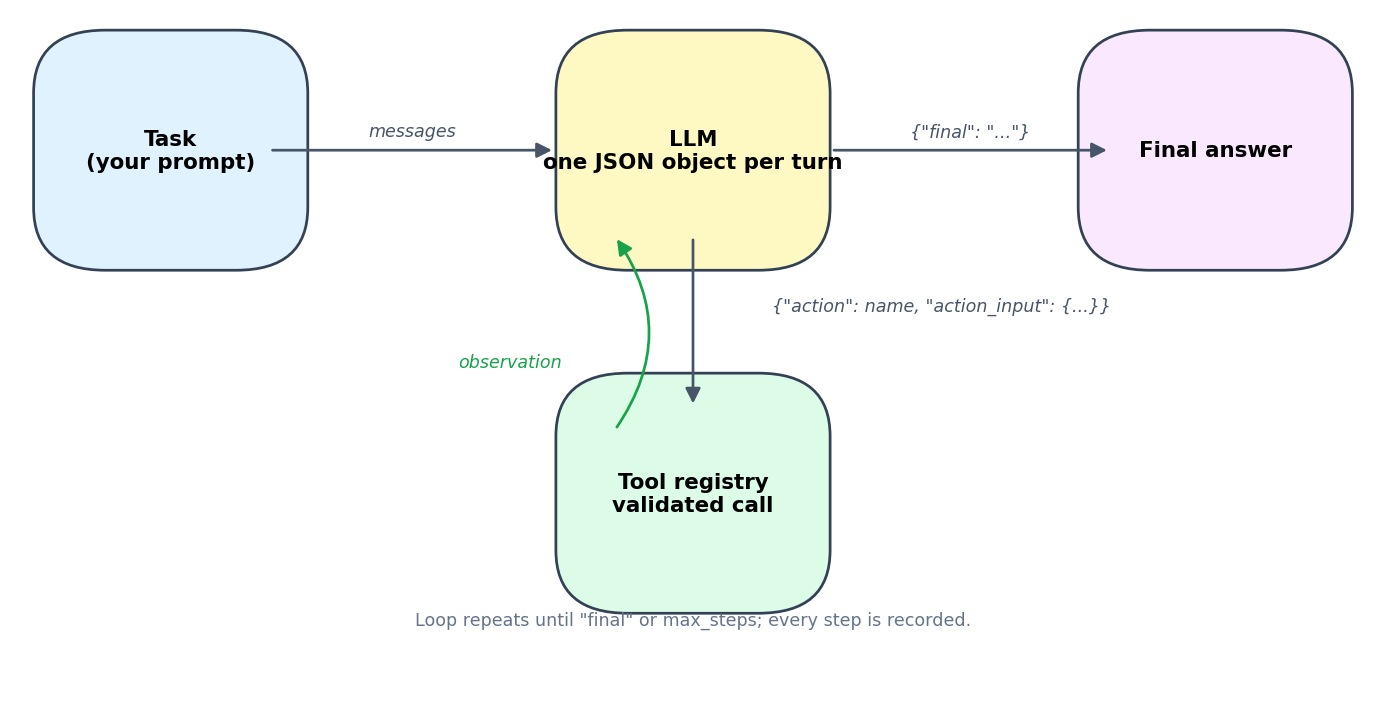 Task
(your prompt)
messages
LLM
one JSON object per turn
{"final": "..."}
Final answer
{"action": name, "action_input": {...}}
observation
Tool registry
validated call
Loop repeats until "final" or max_steps; every step is recorded.